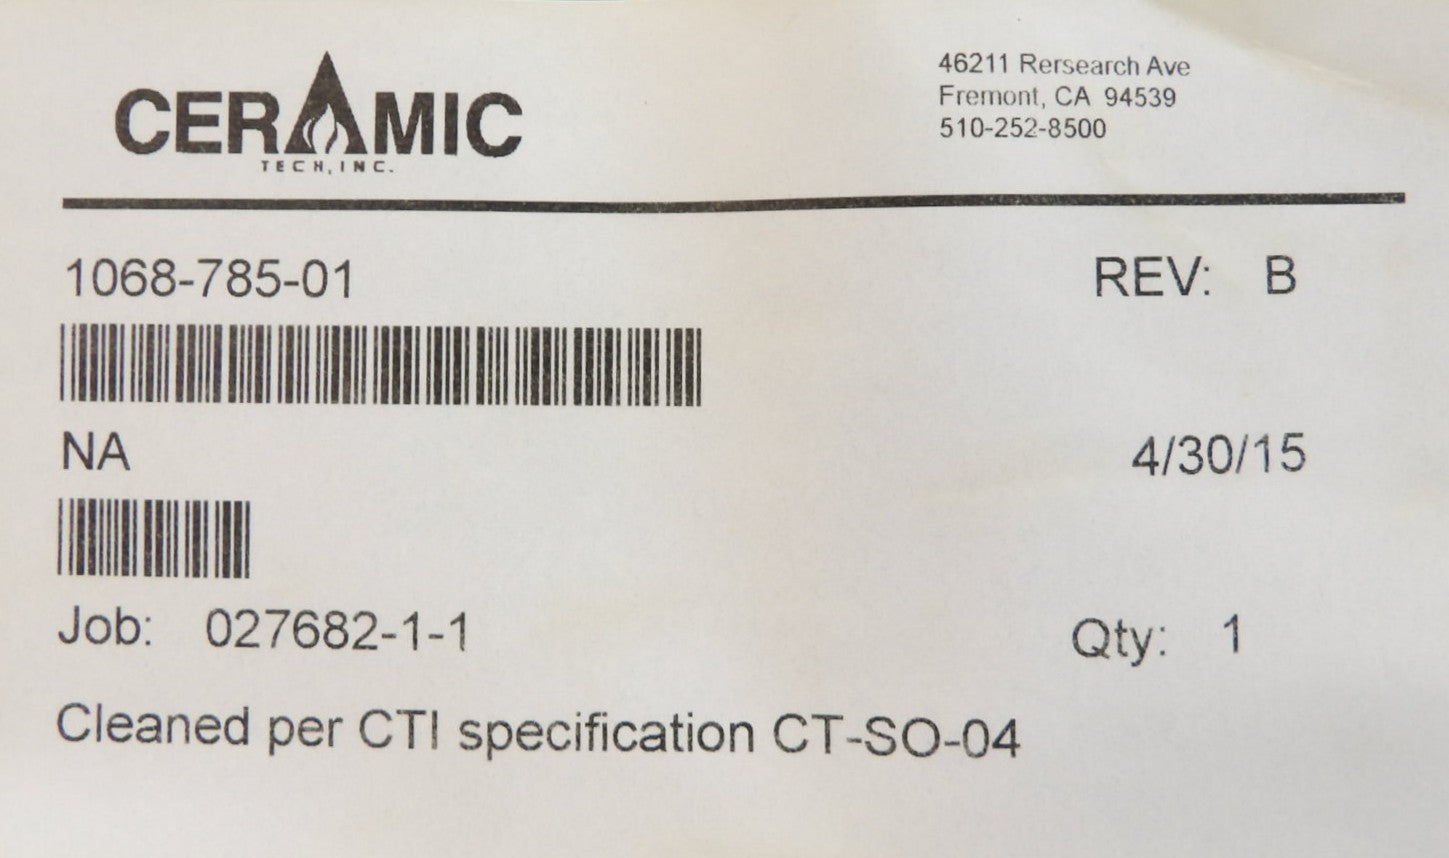 CERAMIC
TECH, INC.
46211 Rersearch Ave
Fremont, CA 94539
510-252-8500
1068-785-01
REV: B
NA
4/30/15
Job: 027682-1-1
Qty: 1
Cleaned per CTI specification CT-SO-04